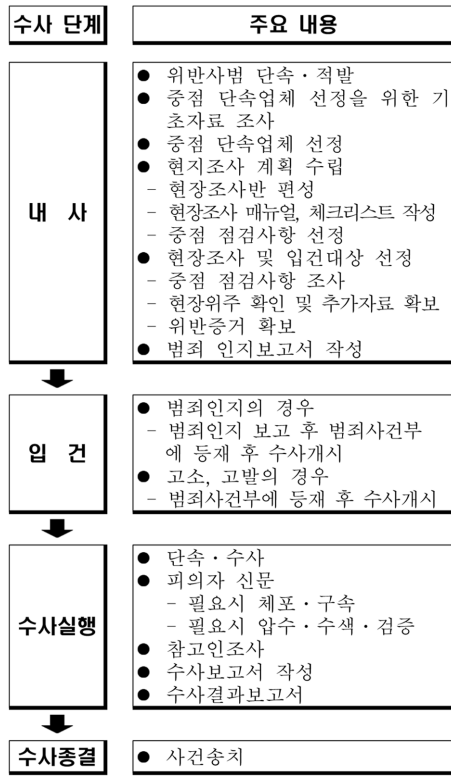 수사 단계
주요 내용
내 사
● 위반사범 단속・적발
● 중점 단속업체 선정을 위한 기
초자료 조사
● 중점 단속업체 선정
● 현지조사 계획 수립
- 현장조사반 편성
- 현장조사 매뉴얼, 체크리스트 작성
- 중점 점검사항 선정
● 현장조사 및 입건대상 선정
- 중점 점검사항 조사
- 현장위주 확인 및 추가자료 확보
- 위반증거 확보
● 범죄 인지보고서 작성
입 건
● 범죄인지의 경우
- 범죄인지 보고 후 범죄사건부
에 등재 후 수사개시
● 고소, 고발의 경우
- 범죄사건부에 등재 후 수사개시
수사실행
● 단속・수사
● 피의자 신문
- 필요시 체포・구속
- 필요시 압수・수색・검증
● 참고인조사
● 수사보고서 작성
● 수사결과보고서
수사종결
● 사건송치